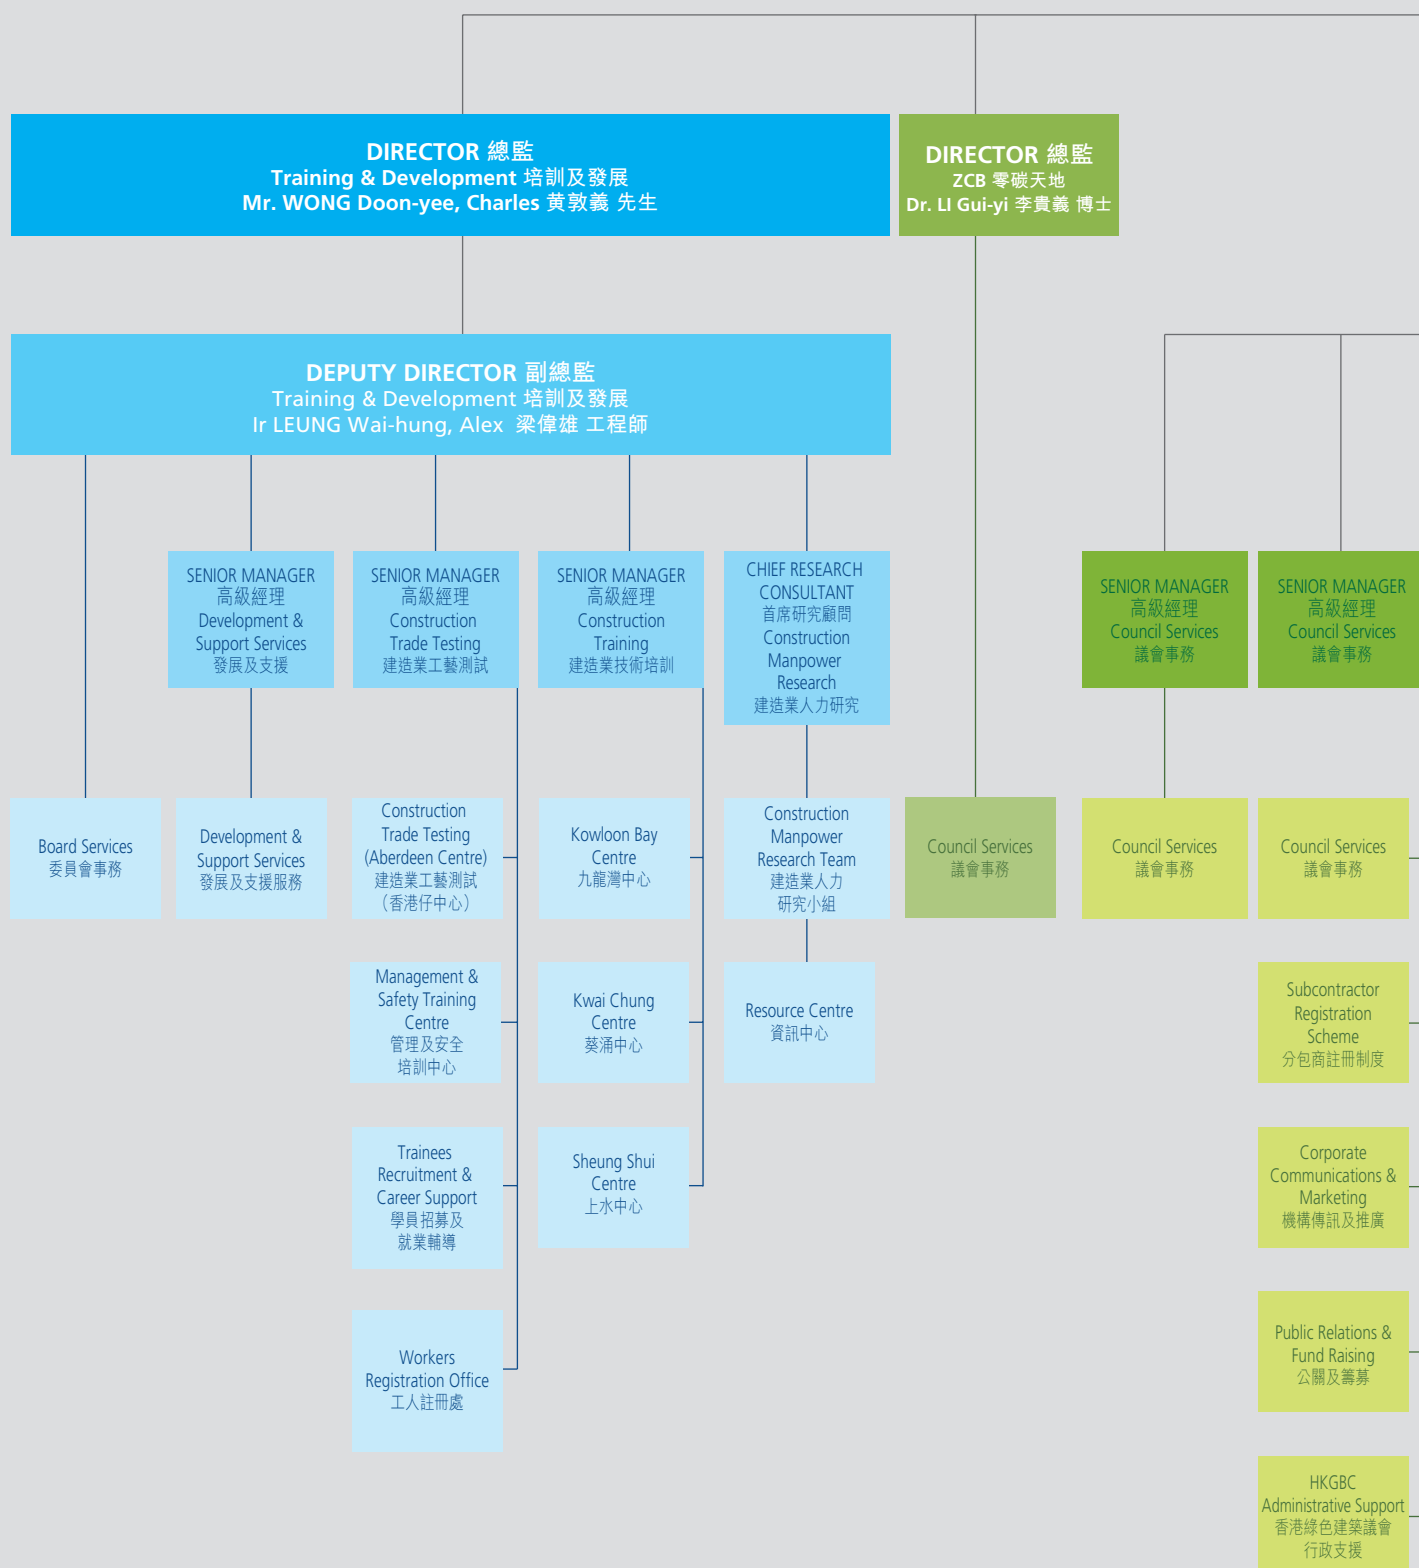 DIRECTOR 總監
Training & Development 培訓及發展
Mr. WONG Doon-yee, Charles 黄敦義 先生
DIRECTOR 總監
ZCB 零碳天地
Dr. LI Gui-yi 李貴義 博士
DEPUTY DIRECTOR 副總監
Training & Development 培訓及發展
Ir LEUNG Wai-hung, Alex 梁偉雄 工程師
SENIOR MANAGER
高級經理
Development &
Support Services
發展及支援
SENIOR MANAGER
高級經理
Construction
Trade Testing
建造業工藝測試
SENIOR MANAGER
高級經理
Construction
Training
建造業技術培訓
CHIEF RESEARCH
CONSULTANT
首席研究顧問
Construction
Manpower
Research
建造業人力研究
SENIOR MANAGER
高級經理
Council Services
議會事務
SENIOR MANAGER
高級經理
Council Services
議會事務
Board Services
委員會事務
Development &
Support Services
發展及支援服務
Construction
Trade Testing
(Aberdeen Centre)
建造業工藝測試
（香港仔中心）
Kowloon Bay
Centre
九龍灣中心
Construction
Manpower
Research Team
建造業人力
研究小組
Council Services
議會事務
Council Services
議會事務
Council Services
議會事務
Management &
Safety Training
Centre
管理及安全
培訓中心
Kwai Chung
Centre
葵涌中心
Resource Centre
資訊中心
Subcontractor
Registration
Scheme
分包商註冊制度
Trainees
Recruitment &
Career Support
學員招募及
就業輔導
Sheung Shui
Centre
上水中心
Corporate
Communications &
Marketing
機構傳訊及推廣
Workers
Registration Office
工人註冊處
Public Relations &
Fund Raising
公關及籌募
HKGBC
Administrative Support
香港綠色建築議會
行政支援